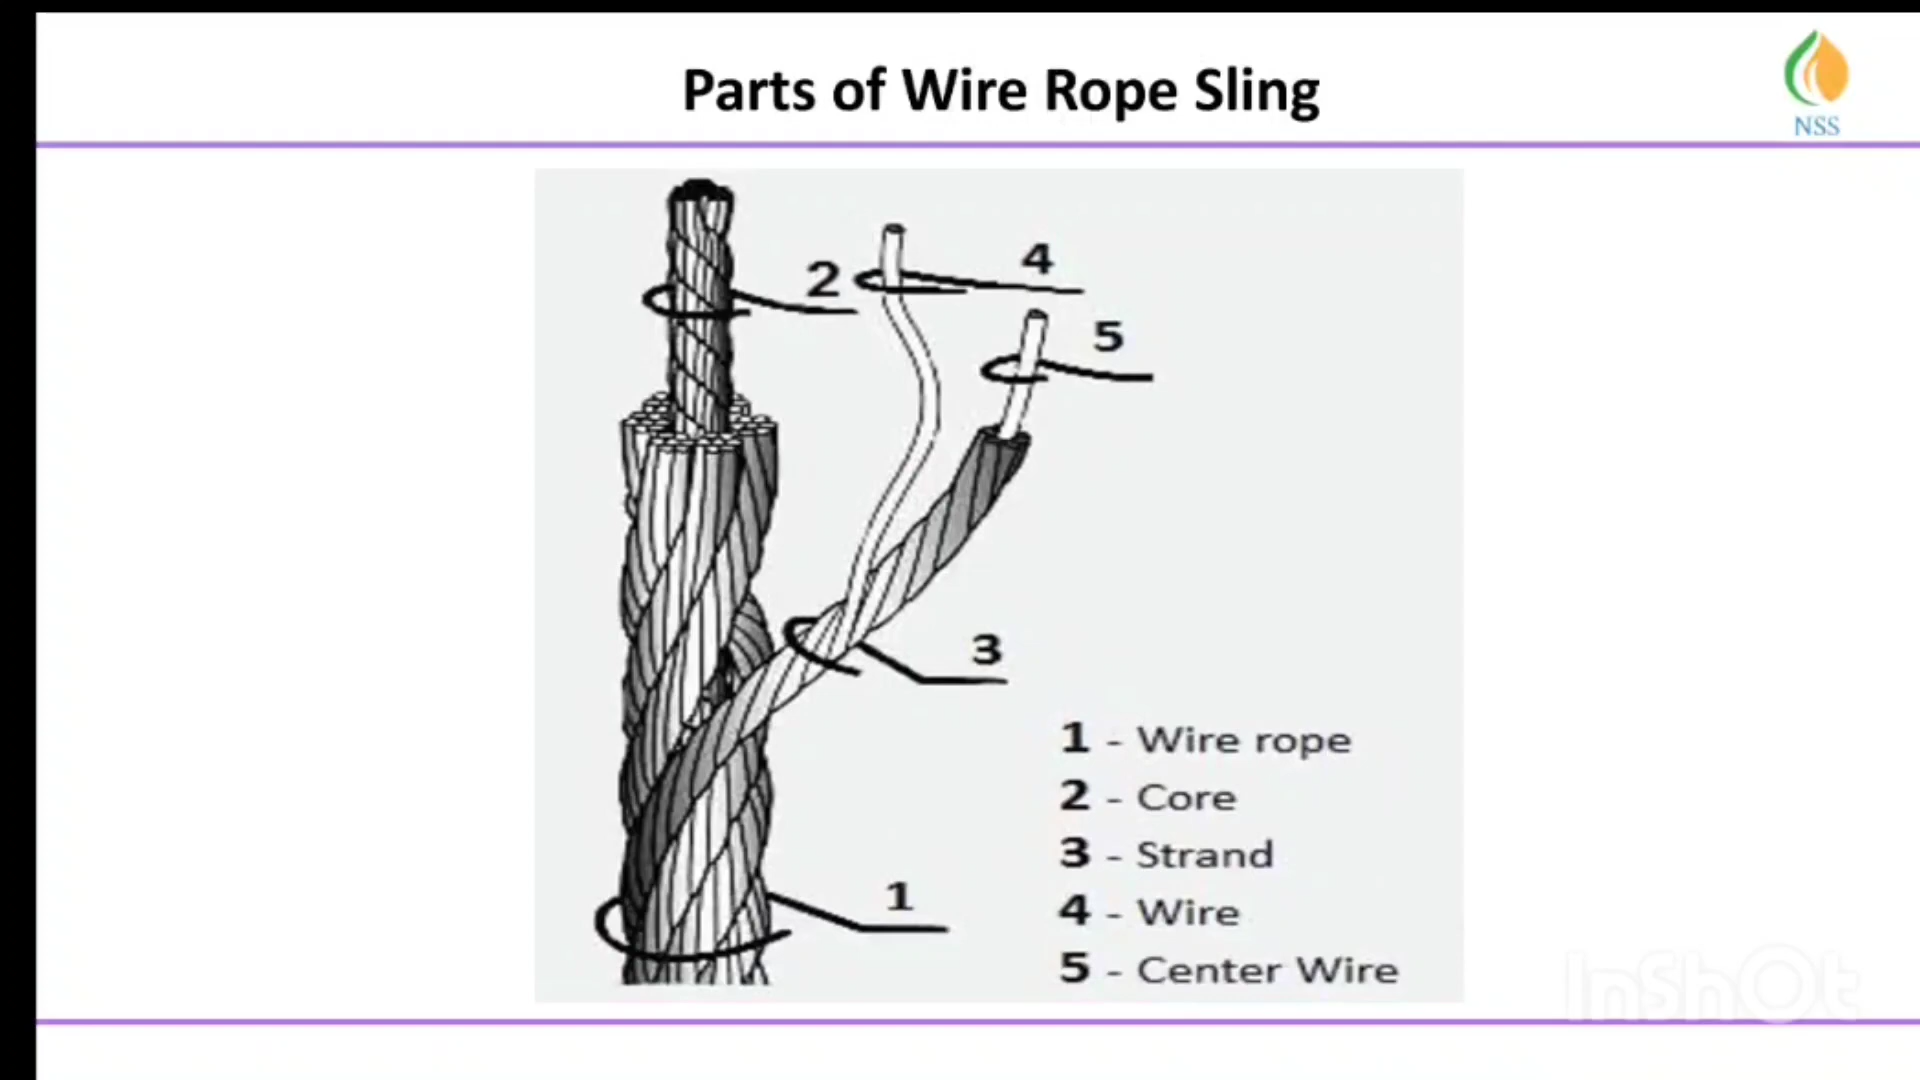 Parts of Wire Rope Sling
NSS
2
4
5
3
1
1 - Wire rope
2 - Core
3 - Strand
4 - Wire
5 - Center Wire
InShOt